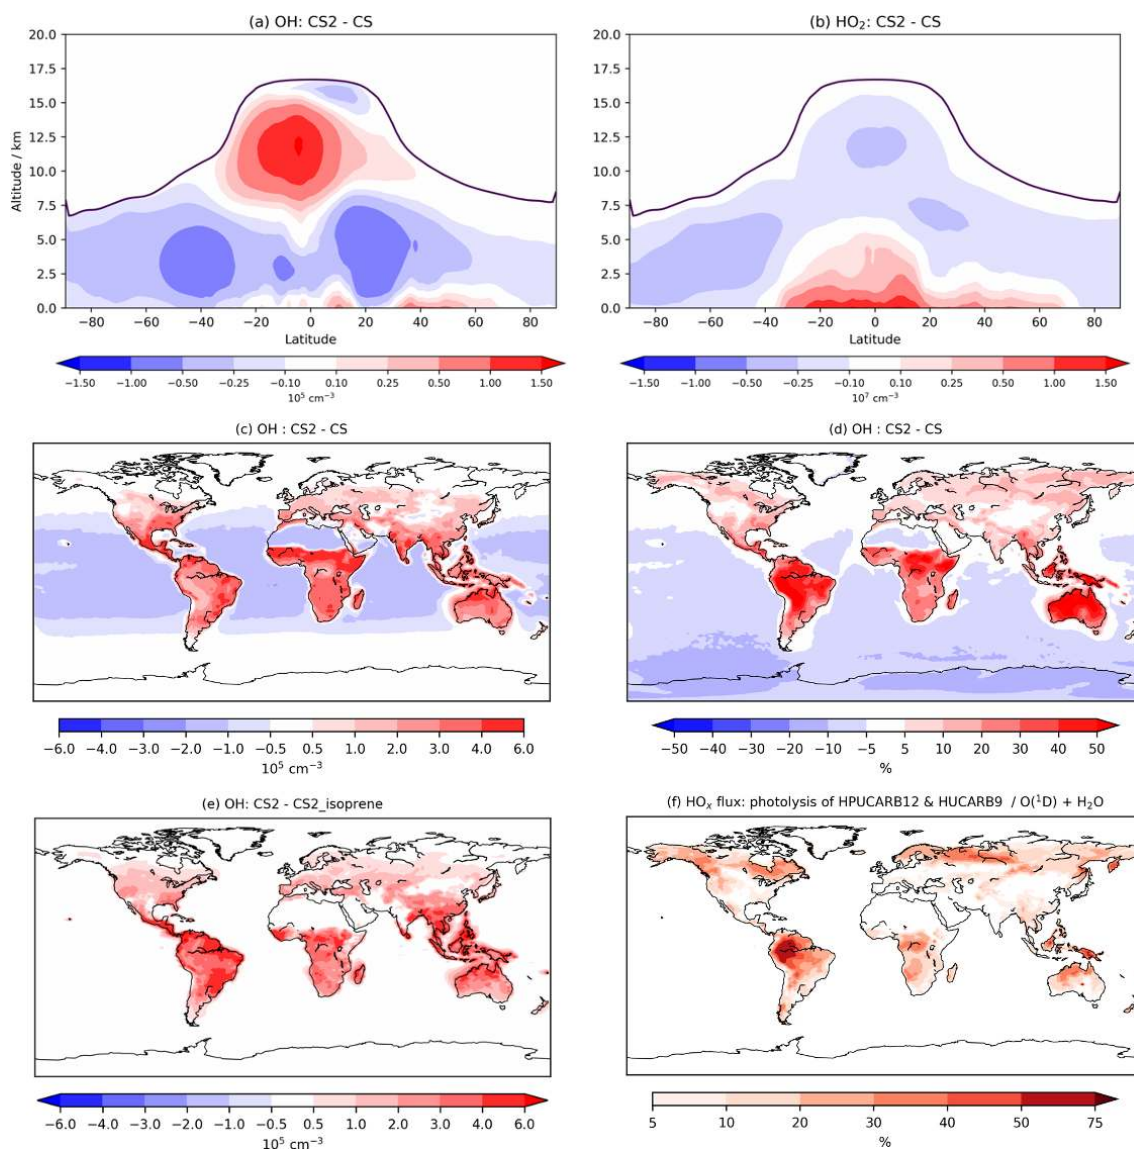 (a) OH: CS2 - CS
(b) HO₂: CS2 - CS
20.0
17.5
15.0
12.5
10.0
7.5
5.0
2.5
0.0
Altitude / km
−80 −60 −40 −20 0 20 40 60 80
Latitude
20.0
17.5
15.0
12.5
10.0
7.5
5.0
2.5
0.0
−80 −60 −40 −20 0 20 40 60 80
Latitude
−1.50 −1.00 −0.50 −0.25 −0.10 0.10 0.25 0.50 1.00 1.50
10⁵ cm⁻³
−1.50 −1.00 −0.50 −0.25 −0.10 0.10 0.25 0.50 1.00 1.50
10⁷ cm⁻³
(c) OH : CS2 - CS
(d) OH : CS2 - CS
−6.0 −4.0 −3.0 −2.0 −1.0 −0.5 0.5 1.0 2.0 3.0 4.0 6.0
10⁵ cm⁻³
−50 −40 −30 −20 −10 −5 5 10 20 30 40 50
%
(e) OH: CS2 - CS2_isoprene
(f) HOₓ flux: photolysis of HPUCARB12 & HUCARB9 / O(¹D) + H₂O
−6.0 −4.0 −3.0 −2.0 −1.0 −0.5 0.5 1.0 2.0 3.0 4.0 6.0
10⁵ cm⁻³
5 10 20 30 40 50 75
%